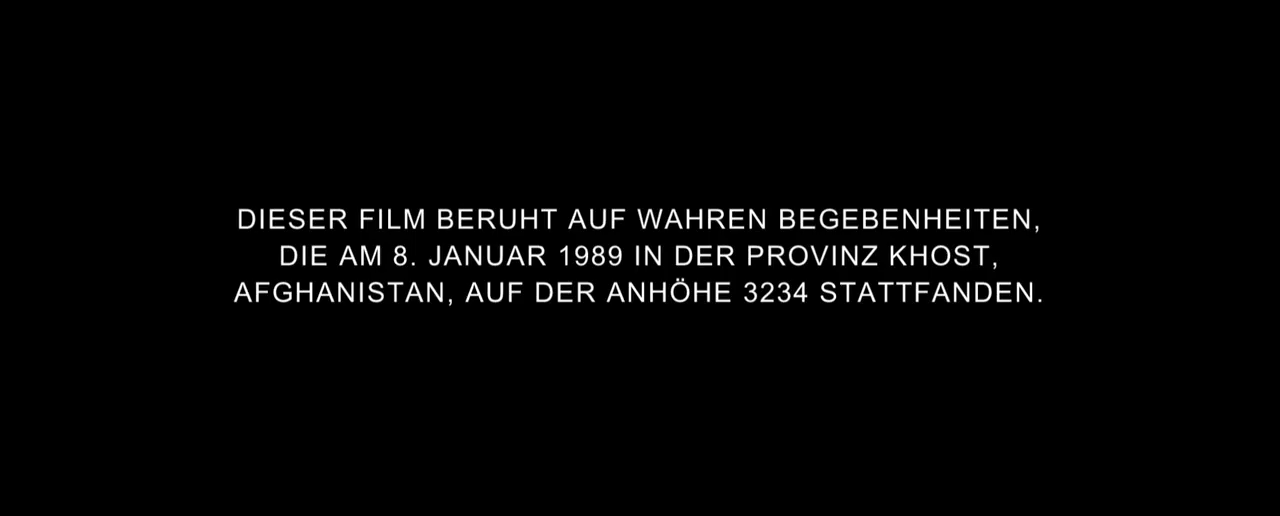 DIESER FILM BERUHT AUF WAHREN BEGEBENHEITEN,
DIE AM 8. JANUAR 1989 IN DER PROVINZ KHOST,
AFGHANISTAN, AUF DER ANHÖHE 3234 STATTFANDEN.